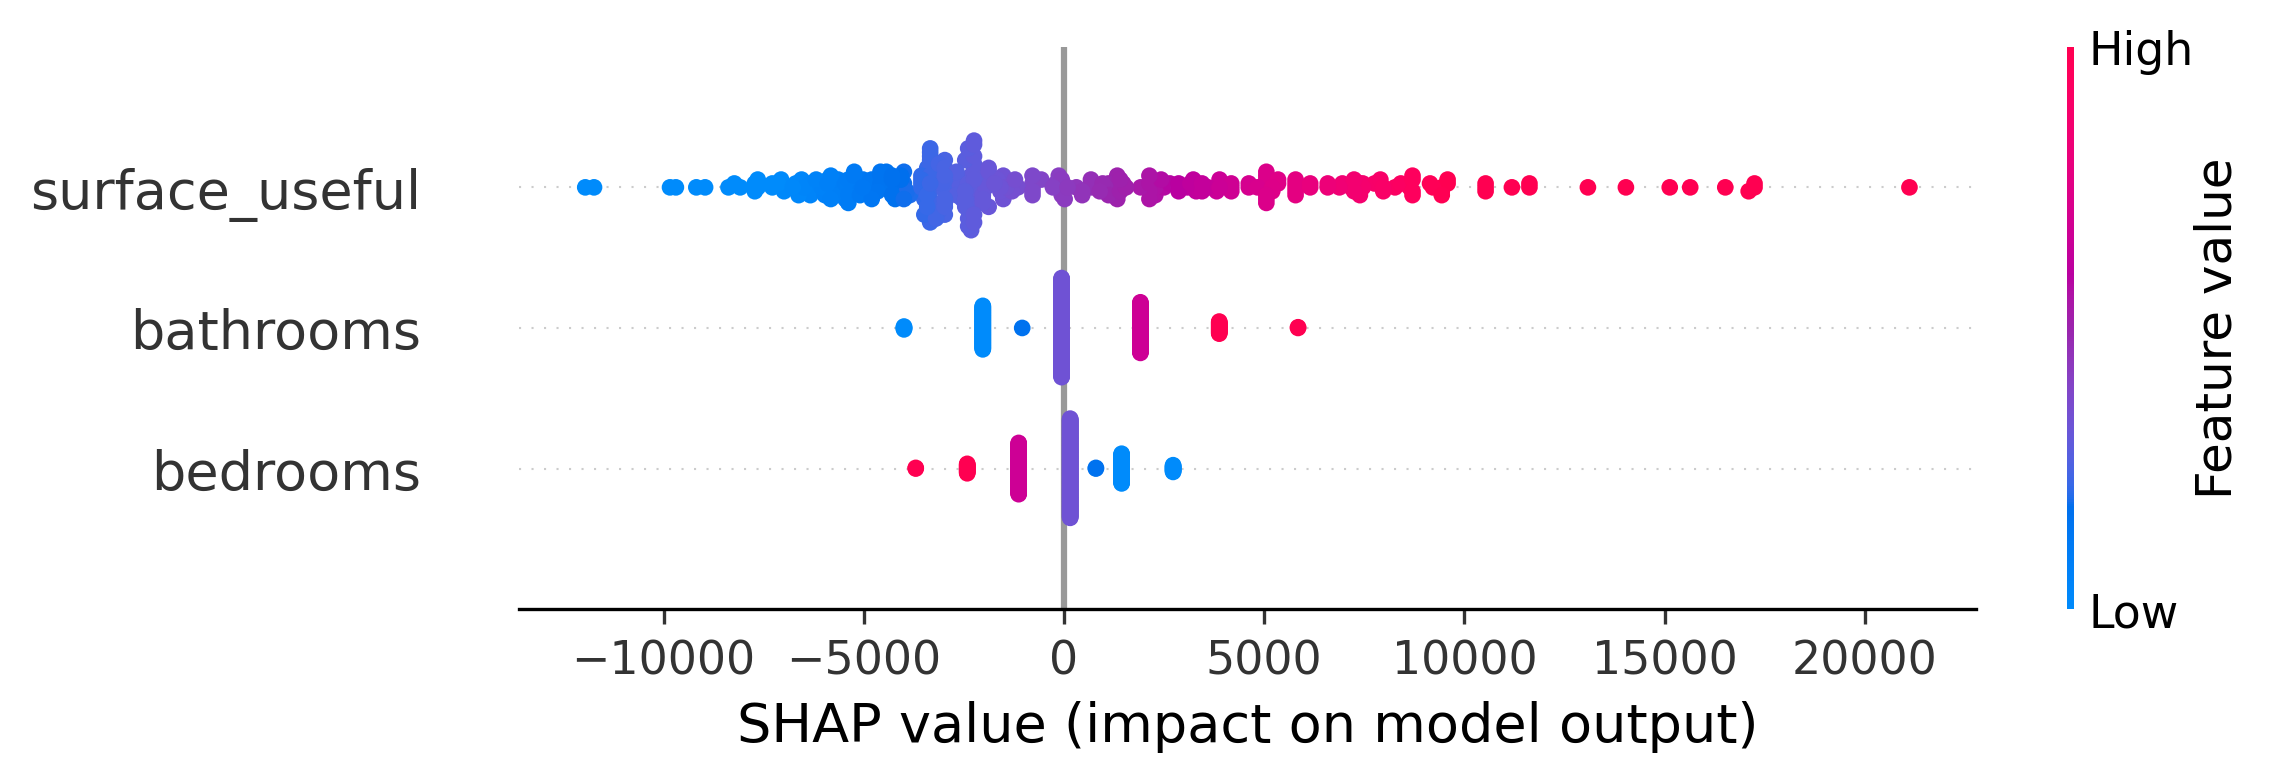 High
surface_useful
bathrooms
bedrooms
Feature value
Low
−10000 −5000 0 5000 10000 15000 20000
SHAP value (impact on model output)